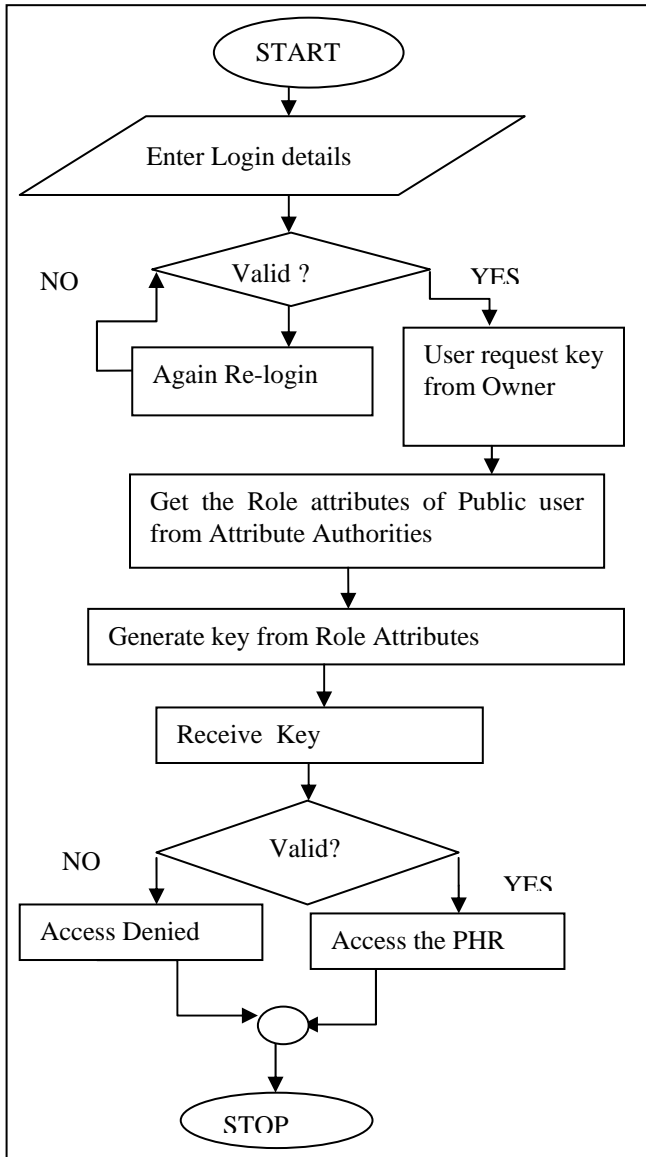 START
Enter Login details
Valid ?
NO
YES
Again Re-login
User request key
from Owner
Get the Role attributes of Public user
from Attribute Authorities
Generate key from Role Attributes
Receive Key
Valid?
NO
YES
Access Denied
Access the PHR
STOP